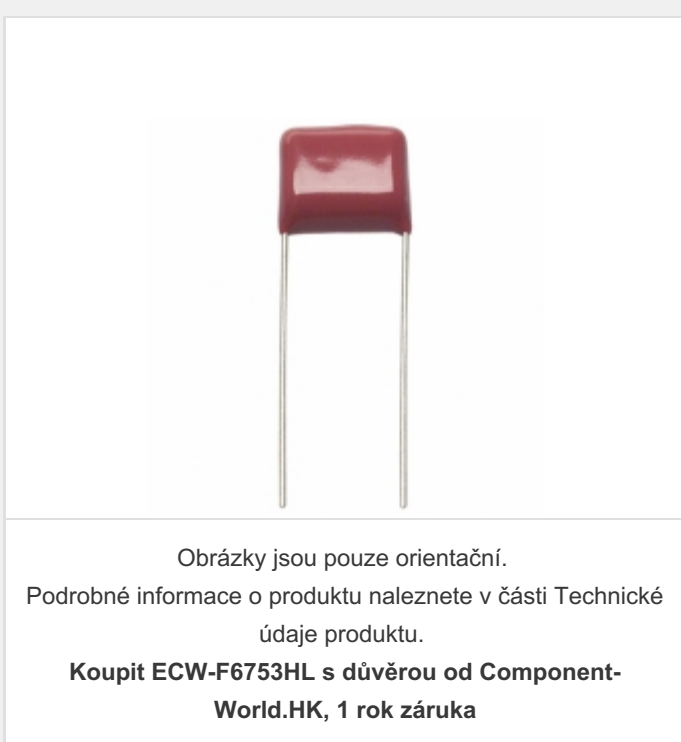 Obrázky jsou pouze orientační.
Podrobné informace o produktu naleznete v části Technické
údaje produktu.
Koupit ECW-F6753HL s důvěrou od Component-
World.HK, 1 rok záruka